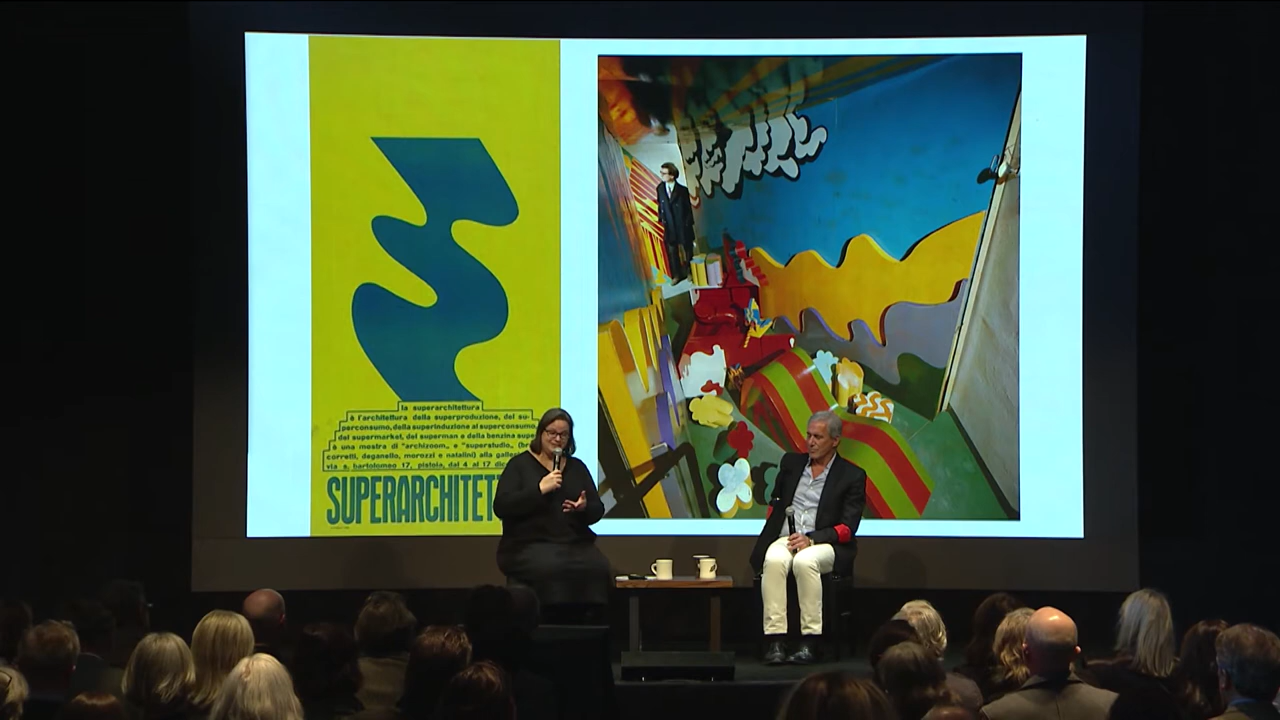 la superarchitettura
è l'architettura della superproduzione, del su-
perconsumo, della superinduzione al superconsumo,
del supermarket, del superman e della benzina supe
è una mostra di "archizoom„ e "superstudio„ (br
corretti, deganello, morozzi e natalini) alla galle
via s. bartolomeo 17, pistoia, dal 4 al 17 dic
SUPERARCHITET